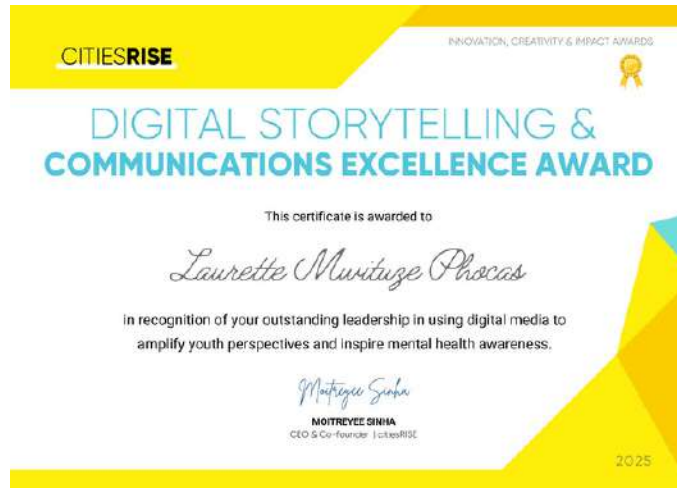 CITIESRISE
INNOVATION, CREATIVITY & IMPACT AWARDS
DIGITAL STORYTELLING &
COMMUNICATIONS EXCELLENCE AWARD
This certificate is awarded to
Laurette Mwituze Phocas
in recognition of your outstanding leadership in using digital media to
amplify youth perspectives and inspire mental health awareness.
Moitreyee Sinha
MOITREYEE SINHA
CEO & Co-founder | citiesRISE
2025